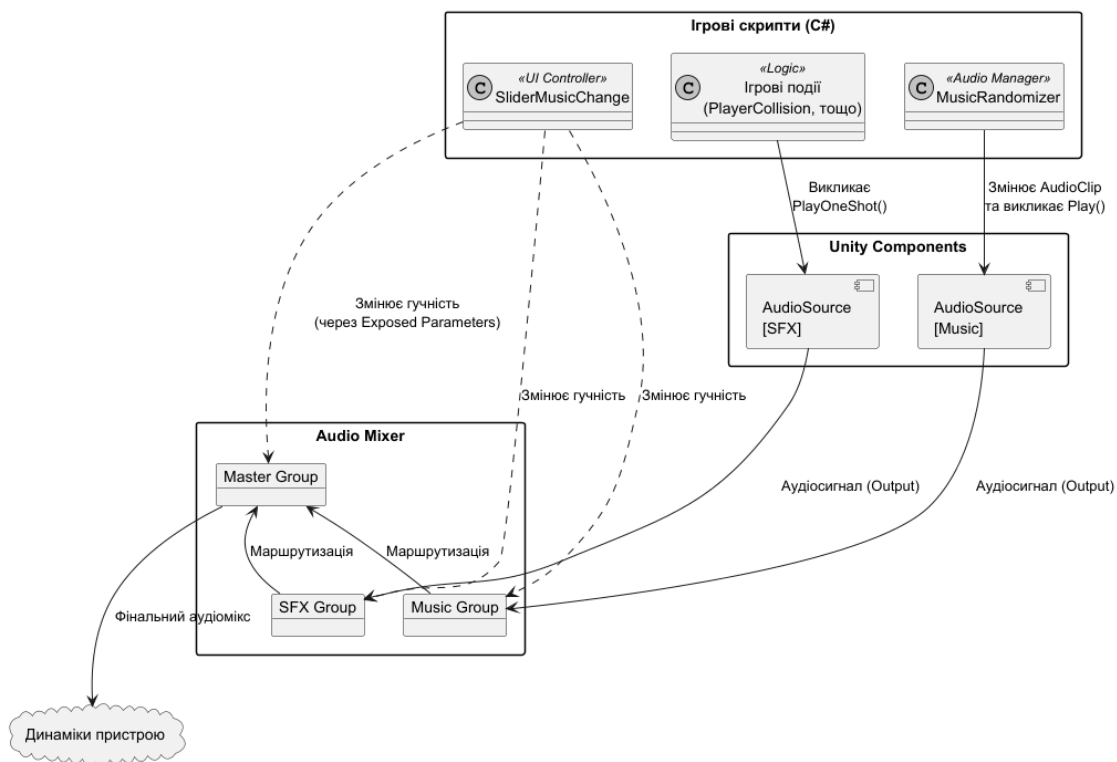 Ігрові скрипти (C#)
C
«UI Controller»
SliderMusicChange
C
«Logic»
Ігрові події
(PlayerCollision, тощо)
C
«Audio Manager»
MusicRandomizer
Викликає
PlayOneShot()
Змінює AudioClip
та викликає Play()
Unity Components
AudioSource
[SFX]
AudioSource
[Music]
Змінює гучність
(через Exposed Parameters)
Змінює гучність
Змінює гучність
Audio Mixer
Master Group
Аудіосигнал (Output)
Аудіосигнал (Output)
Маршрутизація
Маршрутизація
SFX Group
Music Group
Фінальний аудіомікс
Динаміки пристрою